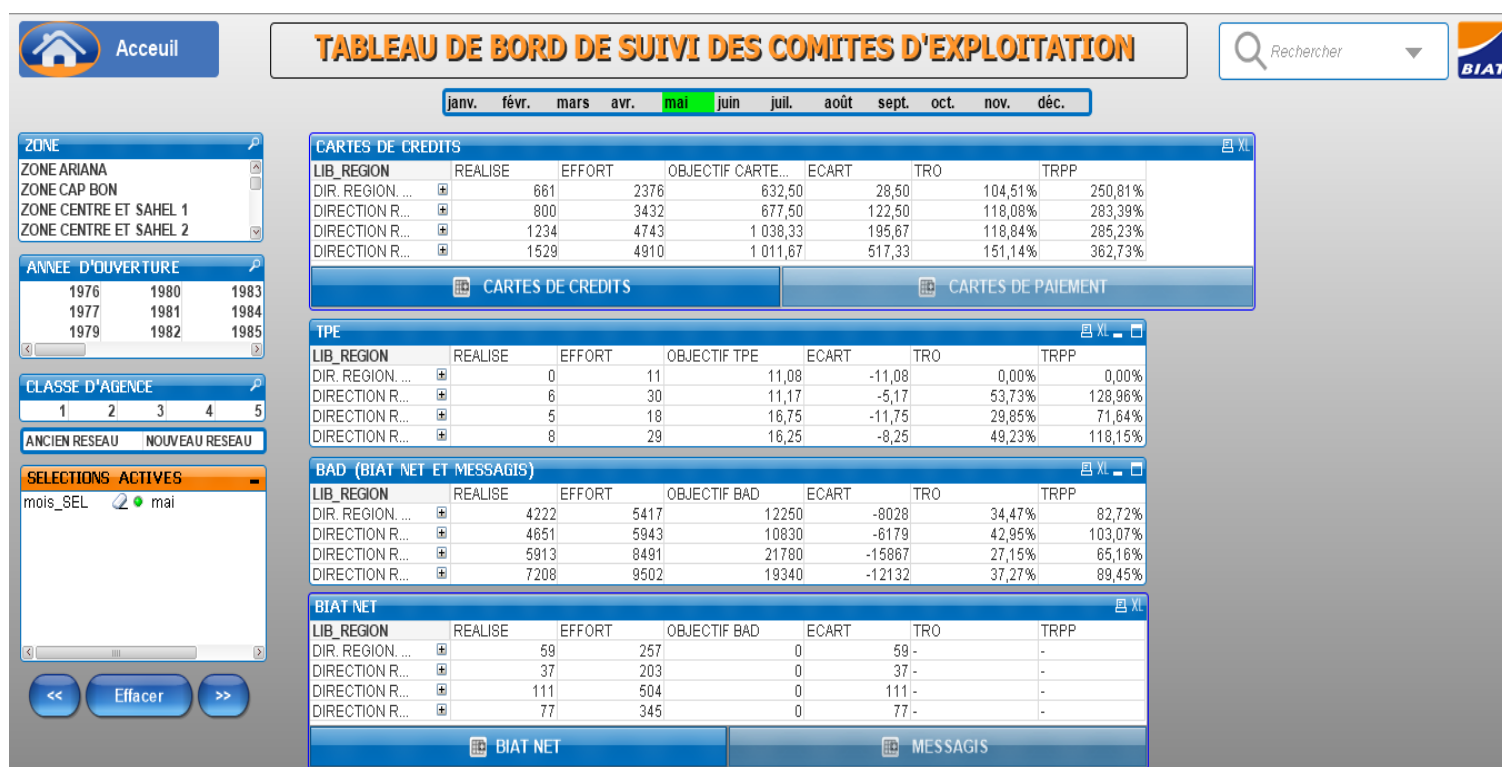 Acceuil
TABLEAU DE BORD DE SUIVI DES COMITES D'EXPLOITATION
Rechercher
BIAT
janv. févr. mars avr. mai juin juil. août sept. oct. nov. déc.
ZONE
ZONE ARIANA
ZONE CAP BON
ZONE CENTRE ET SAHEL 1
ZONE CENTRE ET SAHEL 2
ANNEE D'OUVERTURE
1976 1980 1983
1977 1981 1984
1979 1982 1985
CLASSE D'AGENCE
1 2 3 4 5
ANCIEN RESEAU NOUVEAU RESEAU
SELECTIONS ACTIVES
mois_SEL mai
<< Effacer >>
CARTES DE CREDITS XL
LIB_REGION REALISE EFFORT OBJECTIF CARTE... ECART TRO TRPP
DIR. REGION. ... 661 2376 632,50 28,50 104,51% 250,81%
DIRECTION R... 800 3432 677,50 122,50 118,08% 283,39%
DIRECTION R... 1234 4743 1 038,33 195,67 118,84% 285,23%
DIRECTION R... 1529 4910 1 011,67 517,33 151,14% 362,73%
CARTES DE CREDITS CARTES DE PAIEMENT
TPE XL
LIB_REGION REALISE EFFORT OBJECTIF TPE ECART TRO TRPP
DIR. REGION. ... 0 11 11,08 -11,08 0,00% 0,00%
DIRECTION R... 6 30 11,17 -5,17 53,73% 128,96%
DIRECTION R... 5 18 16,75 -11,75 29,85% 71,64%
DIRECTION R... 8 29 16,25 -8,25 49,23% 118,15%
BAD (BIAT NET ET MESSAGIS) XL
LIB_REGION REALISE EFFORT OBJECTIF BAD ECART TRO TRPP
DIR. REGION. ... 4222 5417 12250 -8028 34,47% 82,72%
DIRECTION R... 4651 5943 10830 -6179 42,95% 103,07%
DIRECTION R... 5913 8491 21780 -15867 27,15% 65,16%
DIRECTION R... 7208 9502 19340 -12132 37,27% 89,45%
BIAT NET XL
LIB_REGION REALISE EFFORT OBJECTIF BAD ECART TRO TRPP
DIR. REGION. ... 59 257 0 59 - -
DIRECTION R... 37 203 0 37 - -
DIRECTION R... 111 504 0 111 - -
DIRECTION R... 77 345 0 77 - -
BIAT NET MESSAGIS